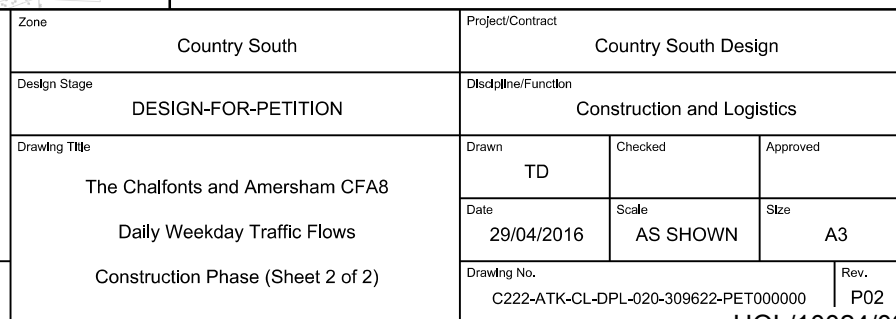 Zone
Country South
Project/Contract
Country South Design
Design Stage
DESIGN-FOR-PETITION
Discipline/Function
Construction and Logistics
Drawing Title
The Chalfonts and Amersham CFA8
Daily Weekday Traffic Flows
Construction Phase (Sheet 2 of 2)
Drawn
TD
Checked
Approved
Date
29/04/2016
Scale
AS SHOWN
Size
A3
Drawing No.
C222-ATK-CL-DPL-020-309622-PET000000
Rev.
P02